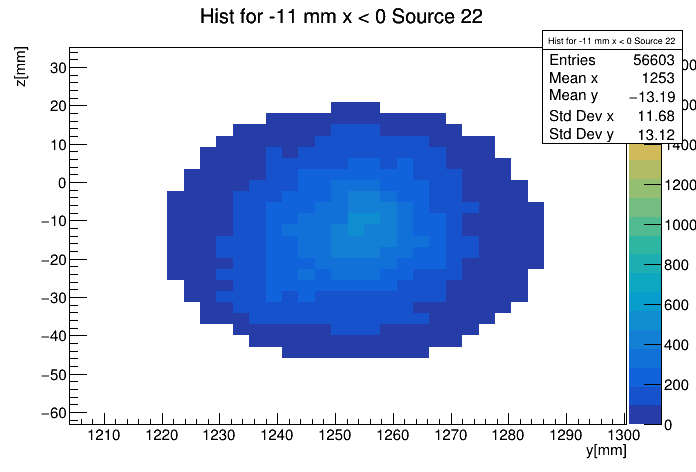 Hist for -11 mm x < 0 Source 22
z[mm]
Hist for -11 mm x < 0 Source 22
Entries 56603
Mean x 1253
Mean y −13.19
Std Dev x 11.68
Std Dev y 13.12
30
20
10
0
−10
−20
−30
−40
−50
−60
1400
1200
1000
800
600
400
200
0
1210 1220 1230 1240 1250 1260 1270 1280 1290 1300
y[mm]